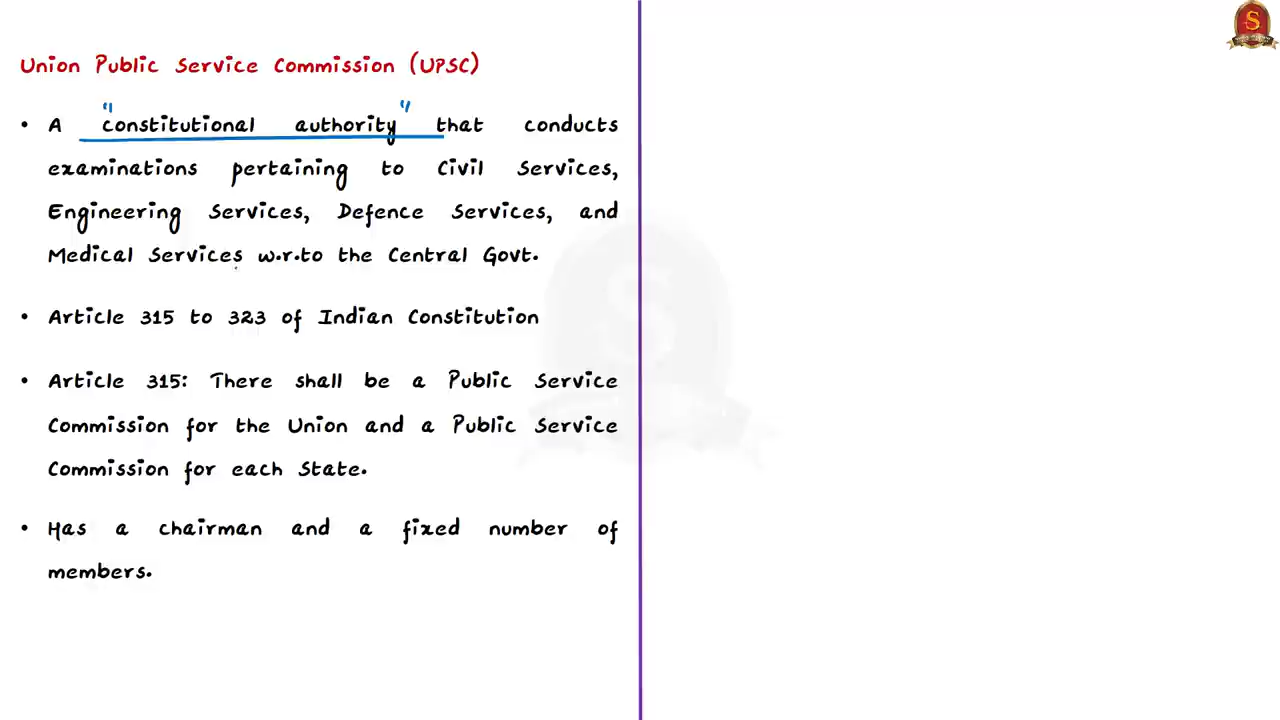 Union Public Service Commission (UPSC)
• A "constitutional authority" that conducts
examinations pertaining to Civil Services,
Engineering Services, Defence Services, and
Medical Services w.r.to the Central Govt.
• Article 315 to 323 of Indian Constitution
• Article 315: There shall be a Public Service
Commission for the Union and a Public Service
Commission for each State.
• Has a chairman and a fixed number of
members.